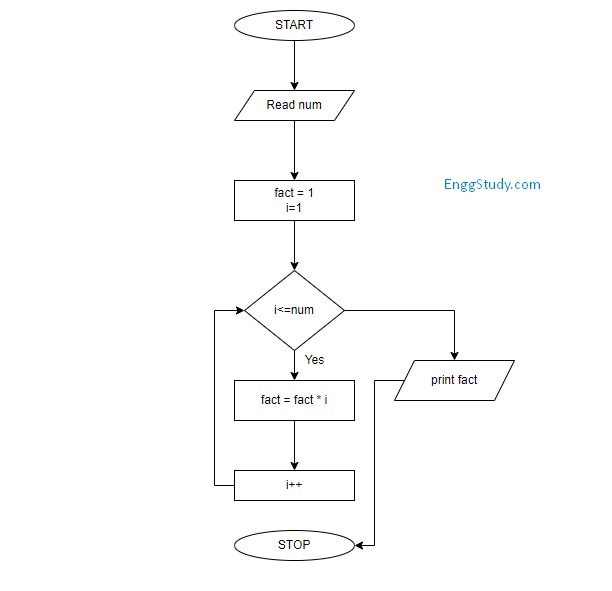 START
Read num
EnggStudy.com
fact = 1
i=1
i<=num
Yes
print fact
fact = fact * i
i++
STOP